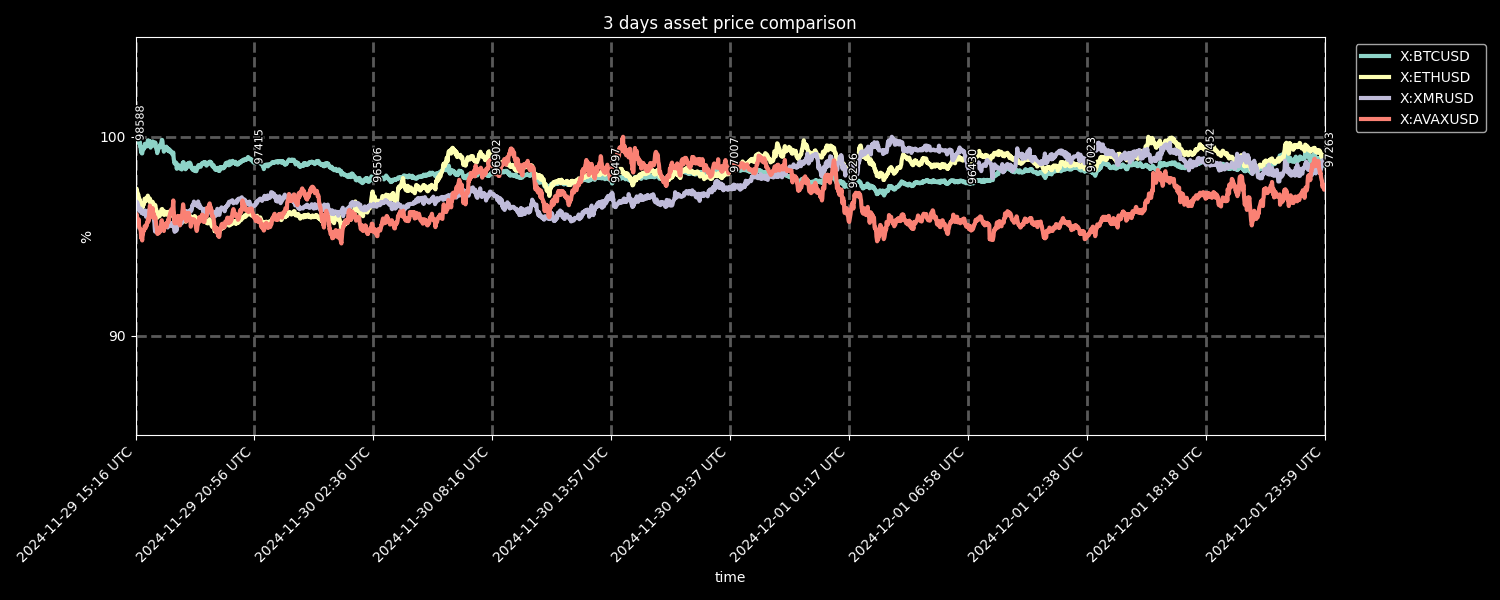 3 days asset price comparison
X:BTCUSD
X:ETHUSD
X:XMRUSD
X:AVAXUSD
100
90
%
98588
97415
96506
96902
96497
97007
96226
96430
97023
97452
97263
2024-11-29 15:16 UTC
2024-11-29 20:56 UTC
2024-11-30 02:36 UTC
2024-11-30 08:16 UTC
2024-11-30 13:57 UTC
2024-11-30 19:37 UTC
2024-12-01 01:17 UTC
2024-12-01 06:58 UTC
2024-12-01 12:38 UTC
2024-12-01 18:18 UTC
2024-12-01 23:59 UTC
time